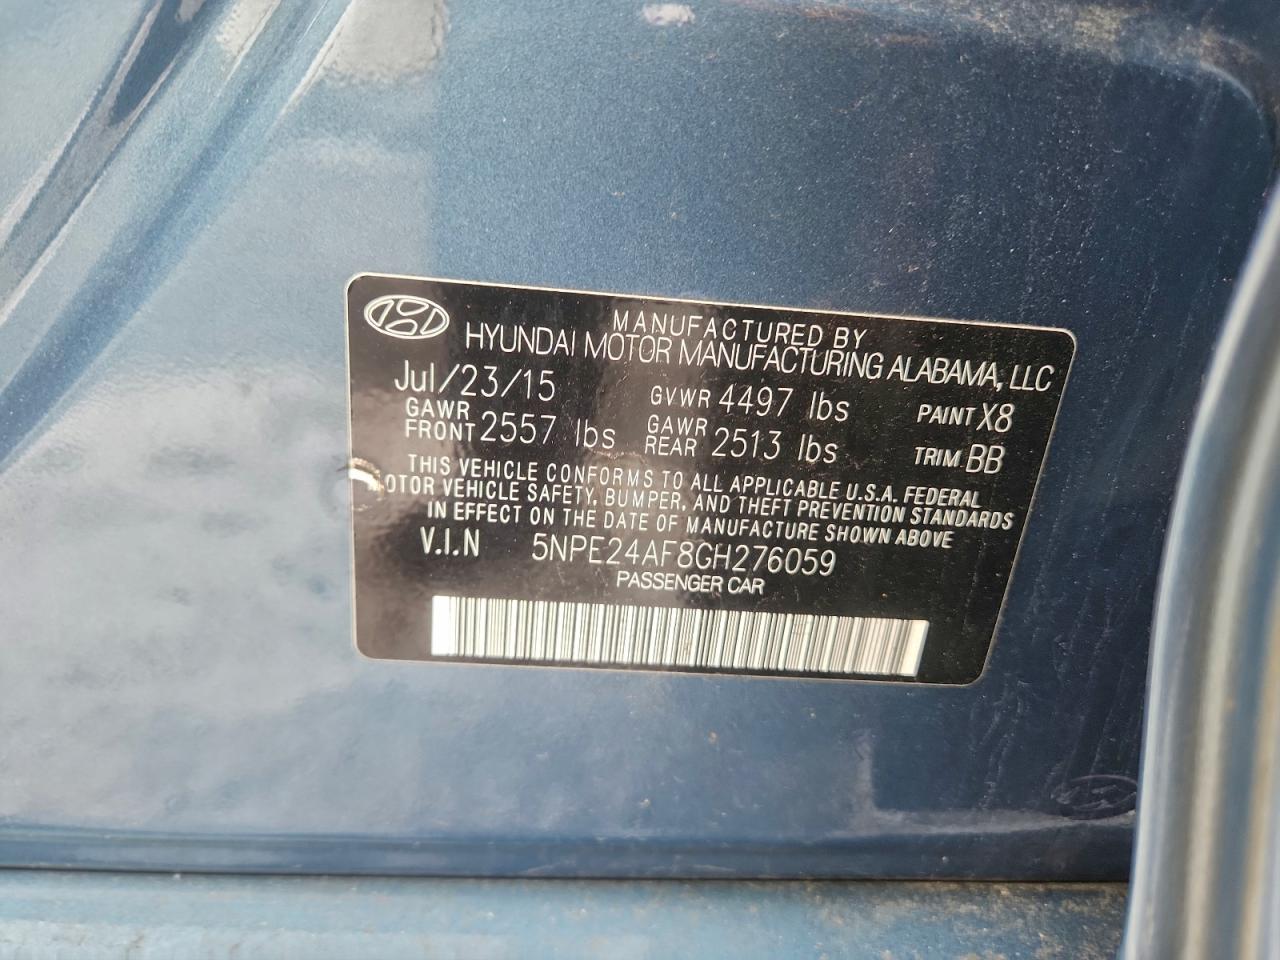 MANUFACTURED BY
HYUNDAI MOTOR MANUFACTURING ALABAMA, LLC
Jul/23/15 GVWR 4497 lbs PAINT X8
GAWR FRONT 2557 lbs GAWR REAR 2513 lbs TRIM BB
THIS VEHICLE CONFORMS TO ALL APPLICABLE U.S.A. FEDERAL
MOTOR VEHICLE SAFETY, BUMPER, AND THEFT PREVENTION STANDARDS
IN EFFECT ON THE DATE OF MANUFACTURE SHOWN ABOVE
V.I.N 5NPE24AF8GH276059
PASSENGER CAR